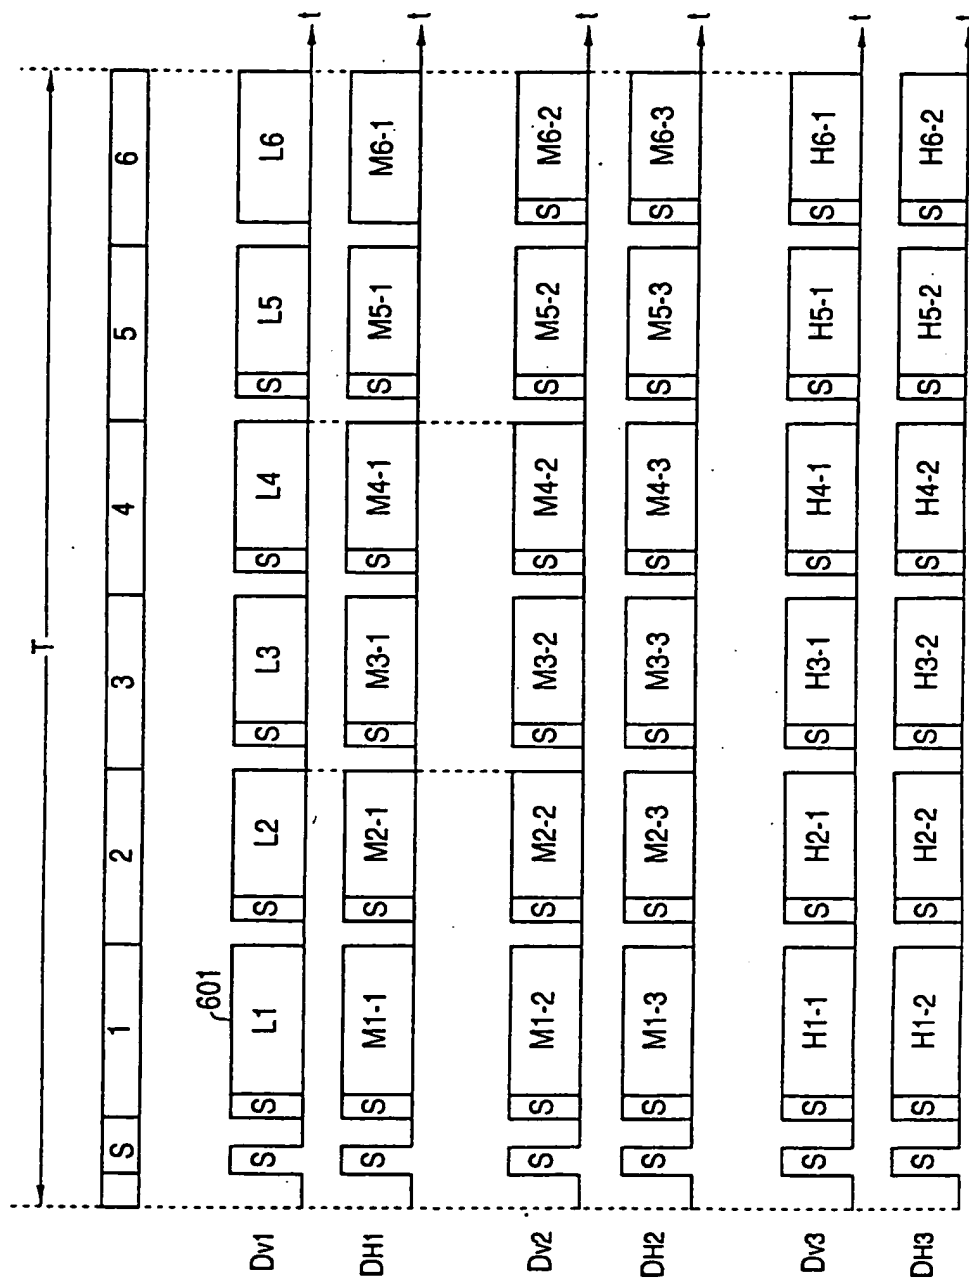 T
S 1 2 3 4 5 6
601
Dv1 S S L1 S L2 S L3 S L4 S L5 L6 t
DH1 S S M1-1 S M2-1 S M3-1 S M4-1 S M5-1 M6-1 t
Dv2 S S M1-2 S M2-2 S M3-2 S M4-2 S M5-2 S M6-2 t
DH2 S S M1-3 S M2-3 S M3-3 S M4-3 S M5-3 S M6-3 t
Dv3 S S H1-1 S H2-1 S H3-1 S H4-1 S H5-1 S H6-1 t
DH3 S S H1-2 S H2-2 S H3-2 S H4-2 S H5-2 S H6-2 t